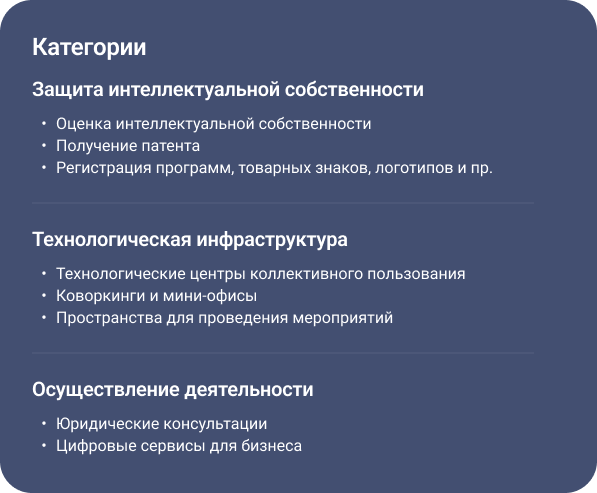 Категории
Защита интеллектуальной собственности
• Оценка интеллектуальной собственности
• Получение патента
• Регистрация программ, товарных знаков, логотипов и пр.
Технологическая инфраструктура
• Технологические центры коллективного пользования
• Коворкинги и мини-офисы
• Пространства для проведения мероприятий
Осуществление деятельности
• Юридические консультации
• Цифровые сервисы для бизнеса